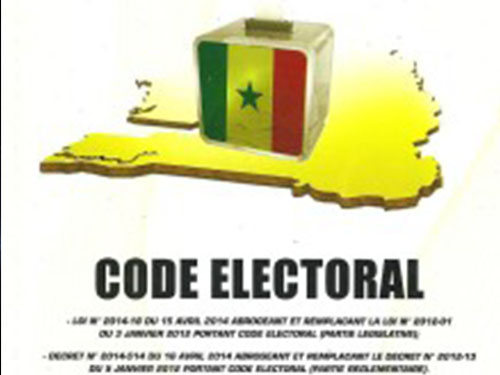 CODE ELECTORAL
- LOI N° 2014-18 DU 15 AVRIL 2014 ABROGEANT ET REMPLAÇANT LA LOI N° 2012-01
DU 3 JANVIER 2012 PORTANT CODE ELECTORAL (PARTIE LEGISLATIVE);
- DECRET N° 2014-514 DU 16 AVRIL 2014 ABROGEANT ET REMPLAÇANT LE DECRET N° 2012-13
DU 5 JANVIER 2012 PORTANT CODE ELECTORAL (PARTIE REGLEMENTAIRE).